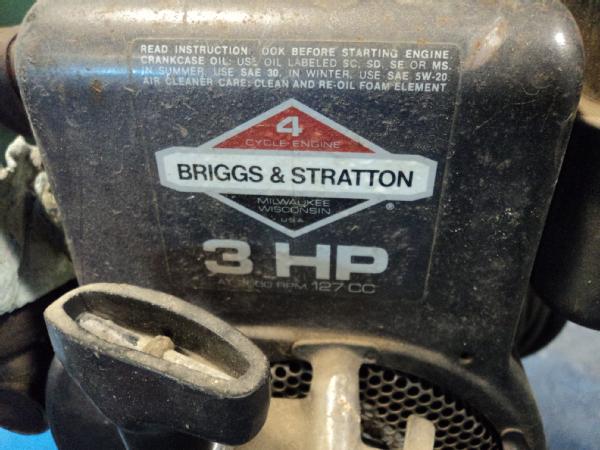 READ INSTRUCTION OOK BEFORE STARTING ENGINE.
CRANKCASE OIL: USE OIL LABELED SC, SD, SE OR MS.
IN SUMMER, USE SAE 30, IN WINTER, USE SAE 5W-20
AIR CLEANER CARE: CLEAN AND RE-OIL FOAM ELEMENT
4
CYCLE-ENGINE
BRIGGS & STRATTON
®
MILWAUKEE
WISCONSIN
USA
3 HP
AT RPM 127 CC